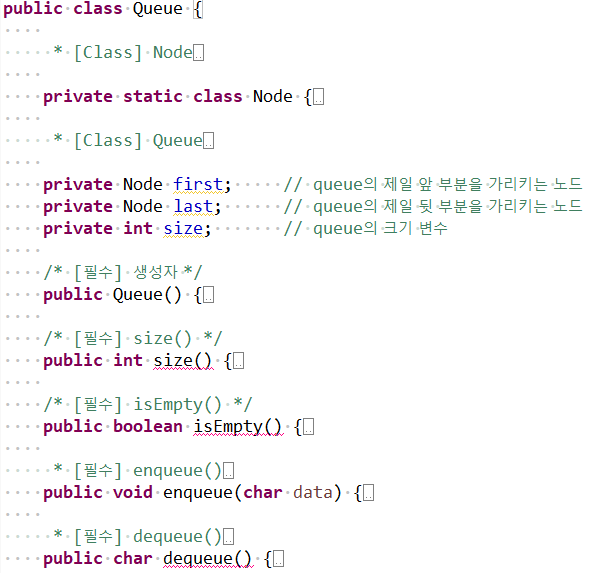 public class Queue {
* [Class] Node
private static class Node {
* [Class] Queue
private Node first; // queue의 제일 앞 부분을 가리키는 노드
private Node last; // queue의 제일 뒷 부분을 가리키는 노드
private int size; // queue의 크기 변수
/* [필수] 생성자 */
public Queue() {
/* [필수] size() */
public int size() {
/* [필수] isEmpty() */
public boolean isEmpty() {
* [필수] enqueue()
public void enqueue(char data) {
* [필수] dequeue()
public char dequeue() {